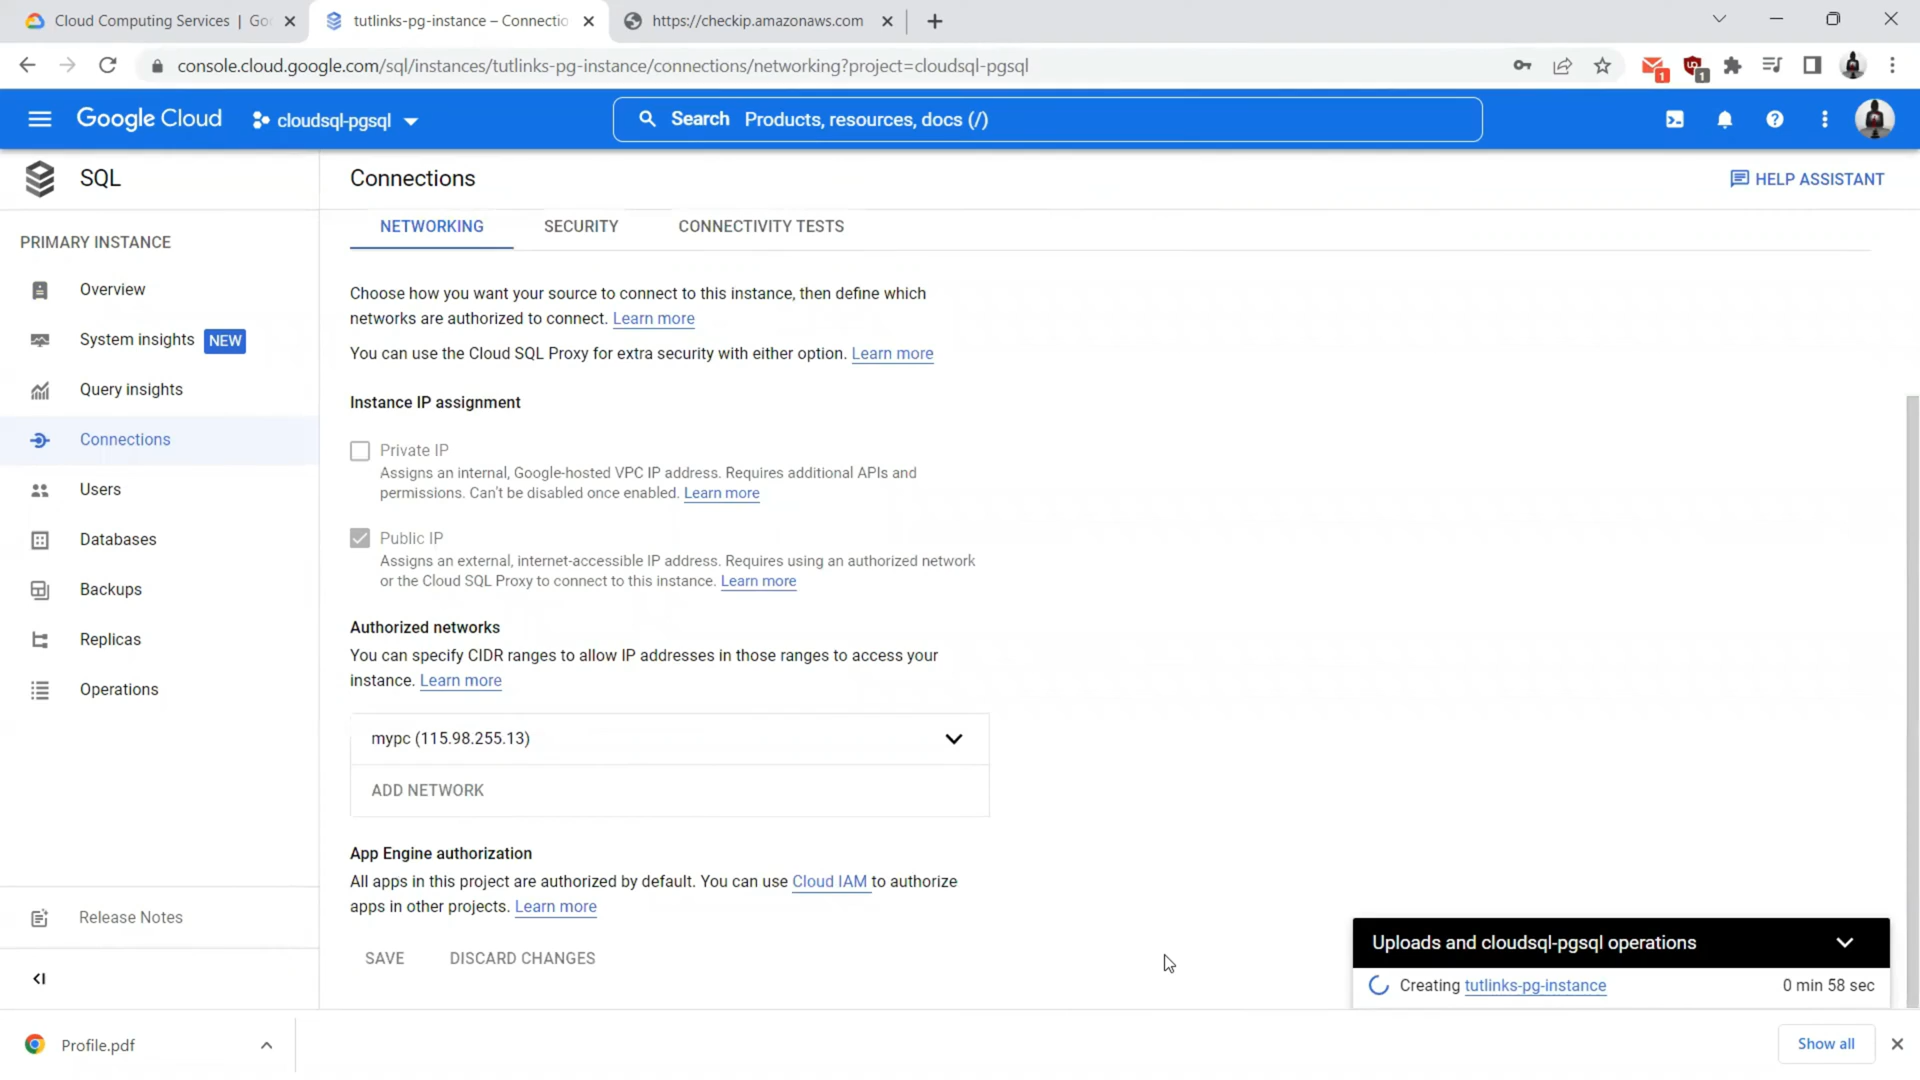 Cloud Computing Services | Go
tutlinks-pg-instance – Connectio
https://checkip.amazonaws.com
console.cloud.google.com/sql/instances/tutlinks-pg-instance/connections/networking?project=cloudsql-pgsql
1
1
Google Cloud
cloudsql-pgsql
Search Products, resources, docs (/)
SQL
Connections
HELP ASSISTANT
PRIMARY INSTANCE
Overview
System insights NEW
Query insights
Connections
Users
Databases
Backups
Replicas
Operations
Release Notes
NETWORKING
SECURITY
CONNECTIVITY TESTS
Choose how you want your source to connect to this instance, then define which
networks are authorized to connect. Learn more
You can use the Cloud SQL Proxy for extra security with either option. Learn more
Instance IP assignment
Private IP
Assigns an internal, Google-hosted VPC IP address. Requires additional APIs and
permissions. Can't be disabled once enabled. Learn more
Public IP
Assigns an external, internet-accessible IP address. Requires using an authorized network
or the Cloud SQL Proxy to connect to this instance. Learn more
Authorized networks
You can specify CIDR ranges to allow IP addresses in those ranges to access your
instance. Learn more
mypc (115.98.255.13)
ADD NETWORK
App Engine authorization
All apps in this project are authorized by default. You can use Cloud IAM to authorize
apps in other projects. Learn more
SAVE
DISCARD CHANGES
Uploads and cloudsql-pgsql operations
Creating tutlinks-pg-instance
0 min 58 sec
Profile.pdf
Show all